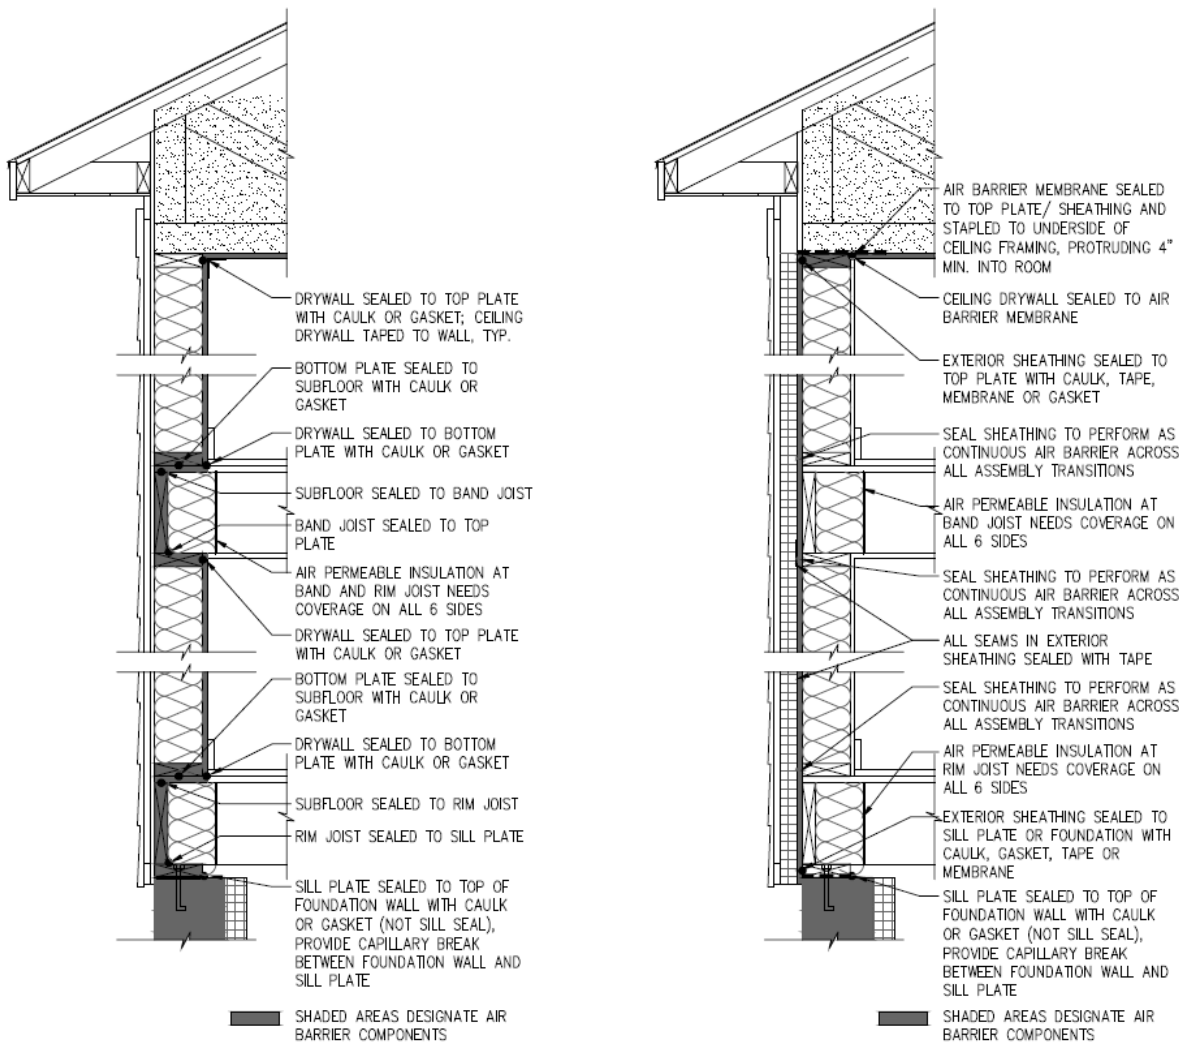 DRYWALL SEALED TO TOP PLATE
WITH CAULK OR GASKET; CEILING
DRYWALL TAPED TO WALL, TYP.
BOTTOM PLATE SEALED TO
SUBFLOOR WITH CAULK OR
GASKET
DRYWALL SEALED TO BOTTOM
PLATE WITH CAULK OR GASKET
SUBFLOOR SEALED TO BAND JOIST
BAND JOIST SEALED TO TOP
PLATE
AIR PERMEABLE INSULATION AT
BAND AND RIM JOIST NEEDS
COVERAGE ON ALL 6 SIDES
DRYWALL SEALED TO TOP PLATE
WITH CAULK OR GASKET
BOTTOM PLATE SEALED TO
SUBFLOOR WITH CAULK OR
GASKET
DRYWALL SEALED TO BOTTOM
PLATE WITH CAULK OR GASKET
SUBFLOOR SEALED TO RIM JOIST
RIM JOIST SEALED TO SILL PLATE
SILL PLATE SEALED TO TOP OF
FOUNDATION WALL WITH CAULK
OR GASKET (NOT SILL SEAL),
PROVIDE CAPILLARY BREAK
BETWEEN FOUNDATION WALL AND
SILL PLATE
SHADED AREAS DESIGNATE AIR
BARRIER COMPONENTS
AIR BARRIER MEMBRANE SEALED
TO TOP PLATE/ SHEATHING AND
STAPLED TO UNDERSIDE OF
CEILING FRAMING, PROTRUDING 4"
MIN. INTO ROOM
CEILING DRYWALL SEALED TO AIR
BARRIER MEMBRANE
EXTERIOR SHEATHING SEALED TO
TOP PLATE WITH CAULK, TAPE,
MEMBRANE OR GASKET
SEAL SHEATHING TO PERFORM AS
CONTINUOUS AIR BARRIER ACROSS
ALL ASSEMBLY TRANSITIONS
AIR PERMEABLE INSULATION AT
BAND JOIST NEEDS COVERAGE ON
ALL 6 SIDES
SEAL SHEATHING TO PERFORM AS
CONTINUOUS AIR BARRIER ACROSS
ALL ASSEMBLY TRANSITIONS
ALL SEAMS IN EXTERIOR
SHEATHING SEALED WITH TAPE
SEAL SHEATHING TO PERFORM AS
CONTINUOUS AIR BARRIER ACROSS
ALL ASSEMBLY TRANSITIONS
AIR PERMEABLE INSULATION AT
RIM JOIST NEEDS COVERAGE ON
ALL 6 SIDES
EXTERIOR SHEATHING SEALED TO
SILL PLATE OR FOUNDATION WITH
CAULK, GASKET, TAPE OR
MEMBRANE
SILL PLATE SEALED TO TOP OF
FOUNDATION WALL WITH CAULK
OR GASKET (NOT SILL SEAL),
PROVIDE CAPILLARY BREAK
BETWEEN FOUNDATION WALL AND
SILL PLATE
SHADED AREAS DESIGNATE AIR
BARRIER COMPONENTS